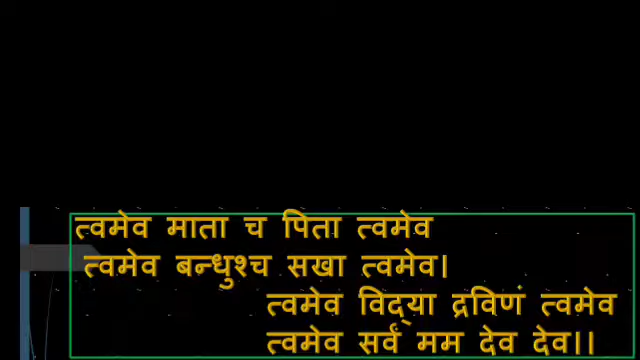 त्वमेव माता च पिता त्वमेव
त्वमेव बन्धुश्च सखा त्वमेव।
त्वमेव विद्या द्रविणं त्वमेव
त्वमेव सर्वं मम देव देव।।